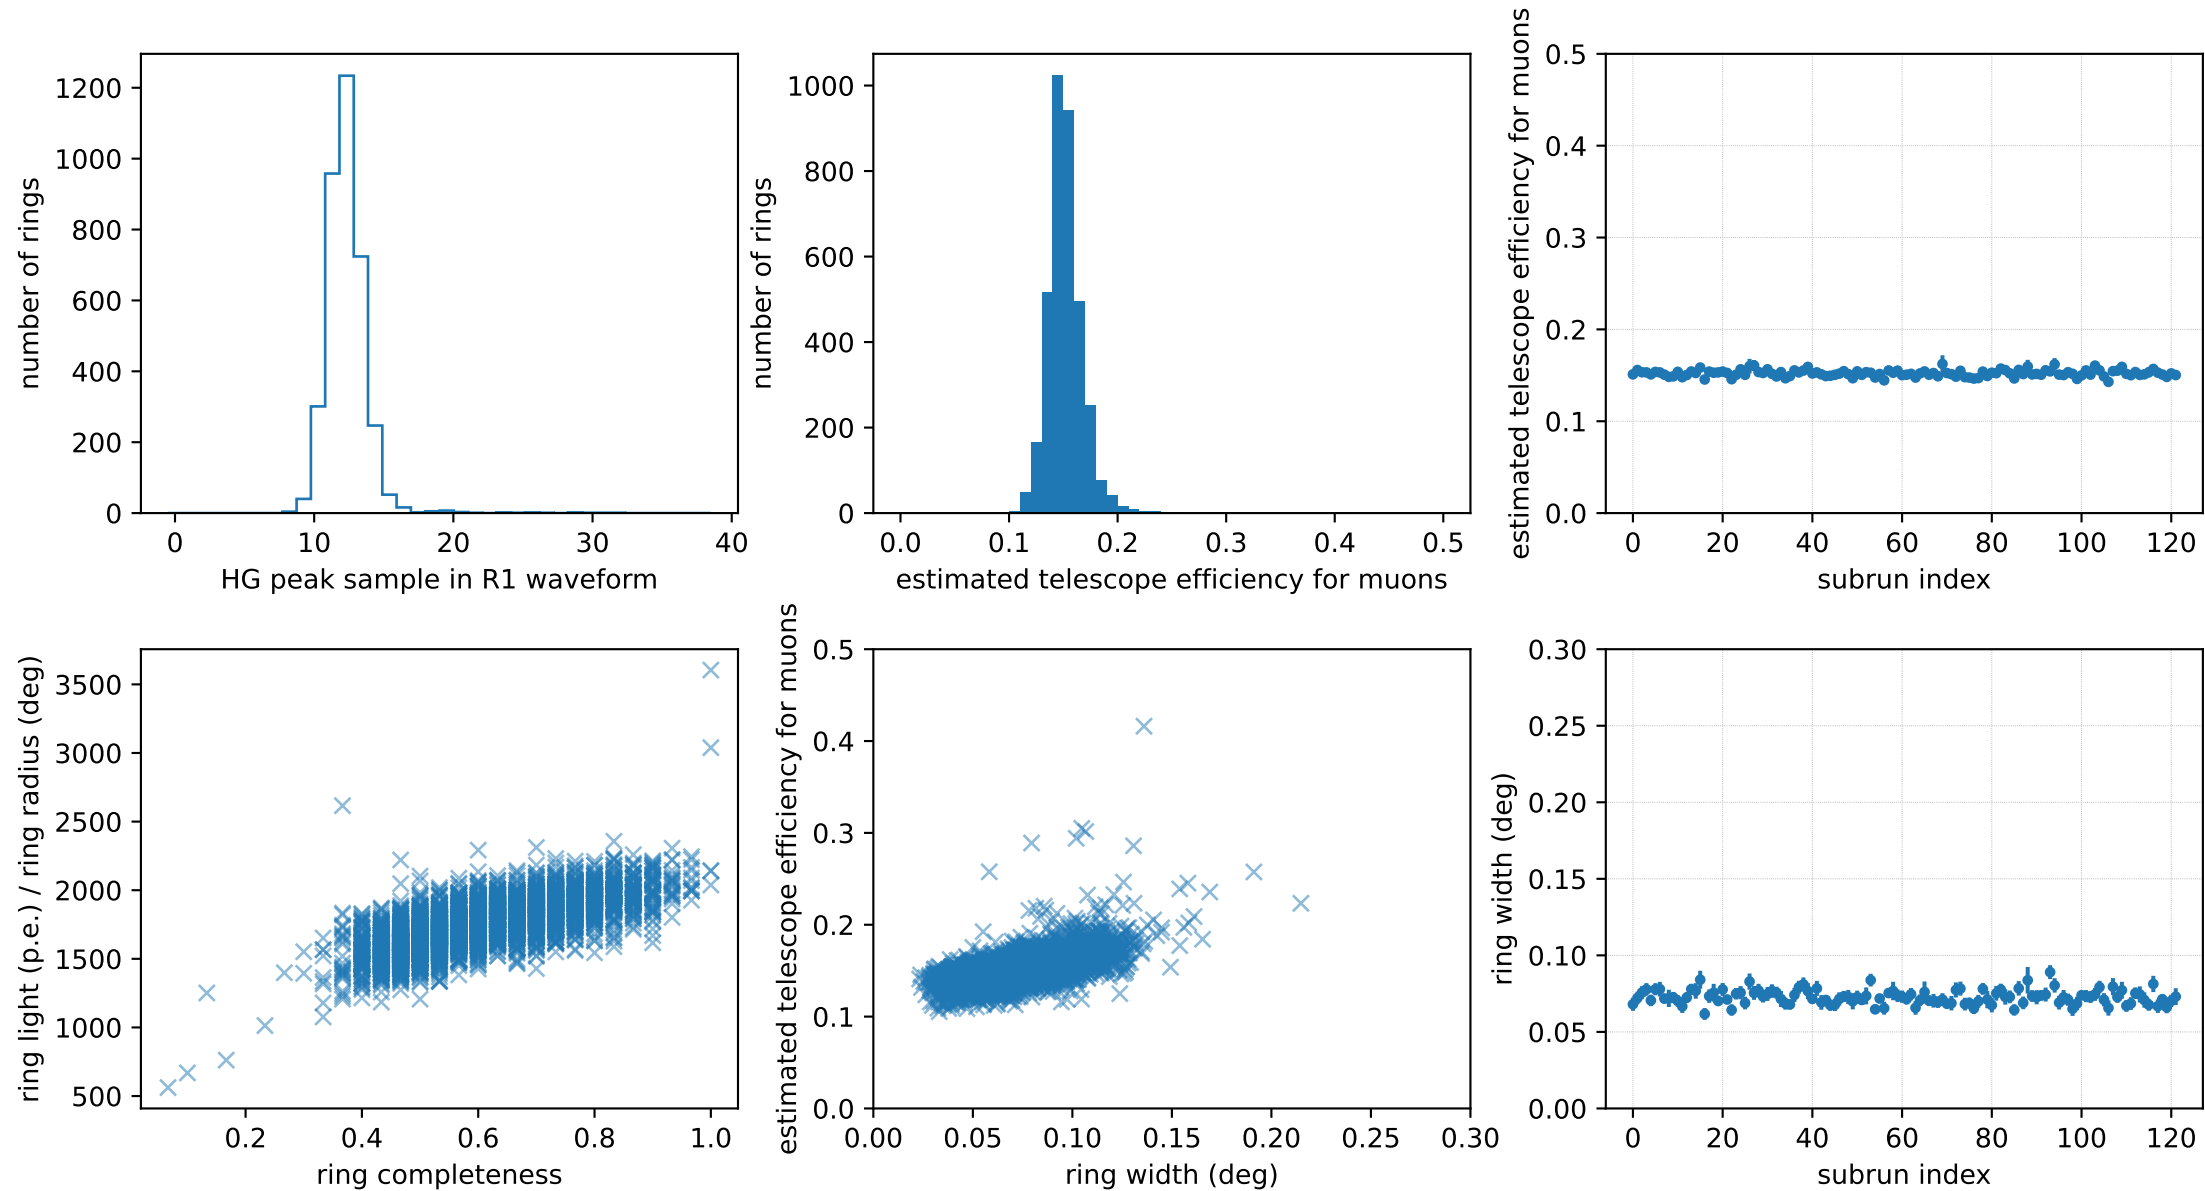 number of rings
1200
1000
800
600
400
200
0
0 10 20 30 40
HG peak sample in R1 waveform
number of rings
1000
800
600
400
200
0
0.0 0.1 0.2 0.3 0.4 0.5
estimated telescope efficiency for muons
estimated telescope efficiency for muons
0.5
0.4
0.3
0.2
0.1
0.0
0 20 40 60 80 100 120
subrun index
ring light (p.e.) / ring radius (deg)
3500
3000
2500
2000
1500
1000
500
0.2 0.4 0.6 0.8 1.0
ring completeness
estimated telescope efficiency for muons
0.5
0.4
0.3
0.2
0.1
0.0
0.00 0.05 0.10 0.15 0.20 0.25 0.30
ring width (deg)
ring width (deg)
0.30
0.25
0.20
0.15
0.10
0.05
0.00
0 20 40 60 80 100 120
subrun index